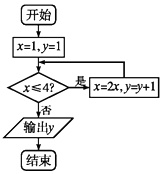 开始
x=1, y=1
x≤4?
是
x=2x, y=y+1
否
输出y
结束